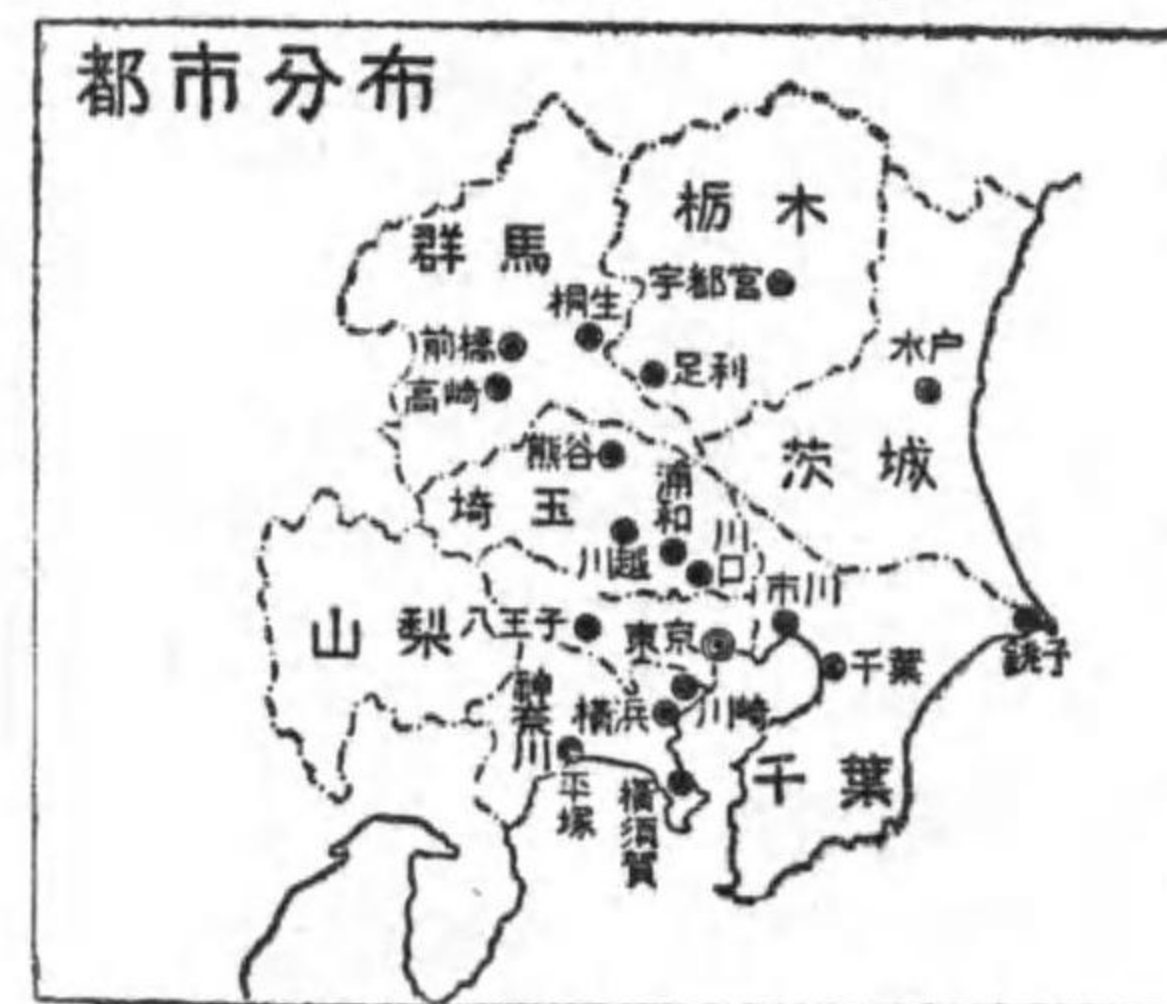 都市分布
栃木
群馬
宇都宮
桐生
前橋
足利
水户
高崎
熊谷
茨城
浦和
埼玉
川口
川越
市川
山梨
八王子
東京
千葉
銚子
神奈川
横浜
川崎
千葉
平塚
横須賀